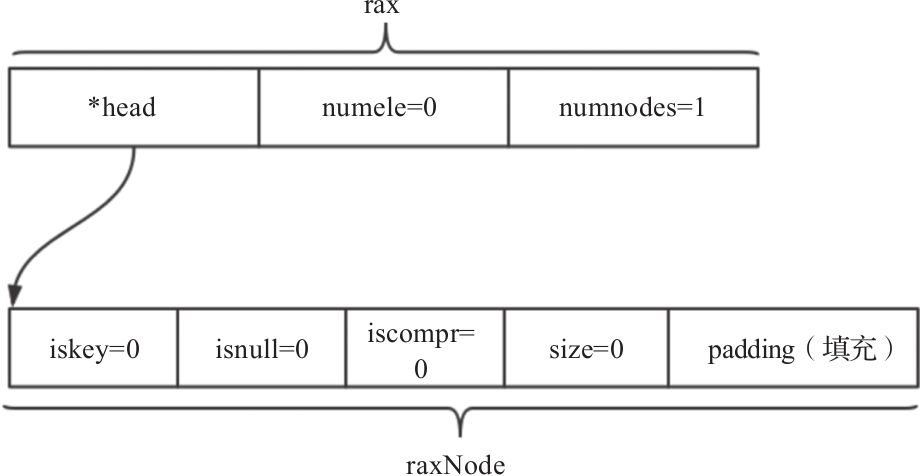 rax
*head numele=0 numnodes=1
iskey=0 isnull=0 iscompr=0 size=0 padding（填充）
raxNode